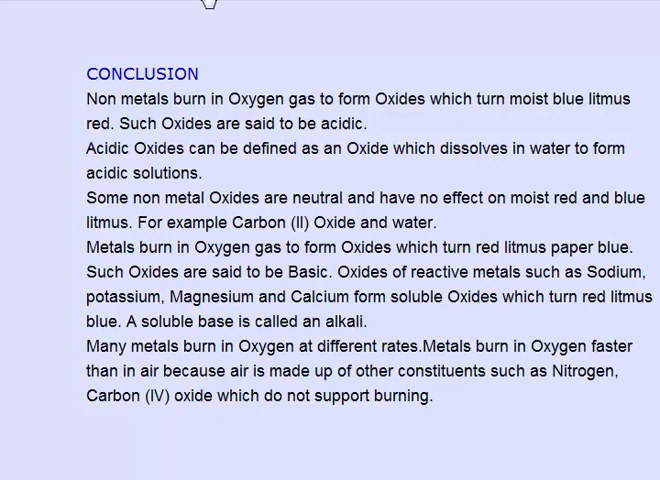 CONCLUSION
Non metals burn in Oxygen gas to form Oxides which turn moist blue litmus
red. Such Oxides are said to be acidic.
Acidic Oxides can be defined as an Oxide which dissolves in water to form
acidic solutions.
Some non metal Oxides are neutral and have no effect on moist red and blue
litmus. For example Carbon (II) Oxide and water.
Metals burn in Oxygen gas to form Oxides which turn red litmus paper blue.
Such Oxides are said to be Basic. Oxides of reactive metals such as Sodium,
potassium, Magnesium and Calcium form soluble Oxides which turn red litmus
blue. A soluble base is called an alkali.
Many metals burn in Oxygen at different rates.Metals burn in Oxygen faster
than in air because air is made up of other constituents such as Nitrogen,
Carbon (IV) oxide which do not support burning.